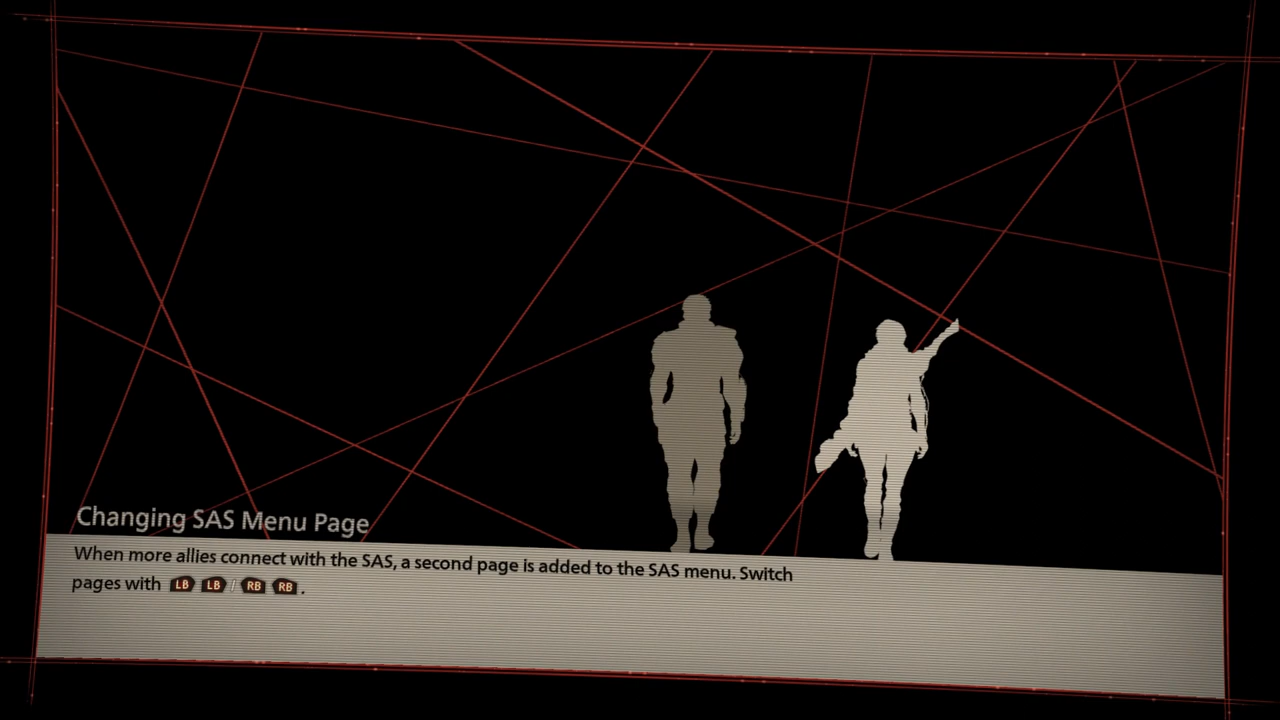 Changing SAS Menu Page
When more allies connect with the SAS, a second page is added to the SAS menu. Switch
pages with LB LB / RB RB .